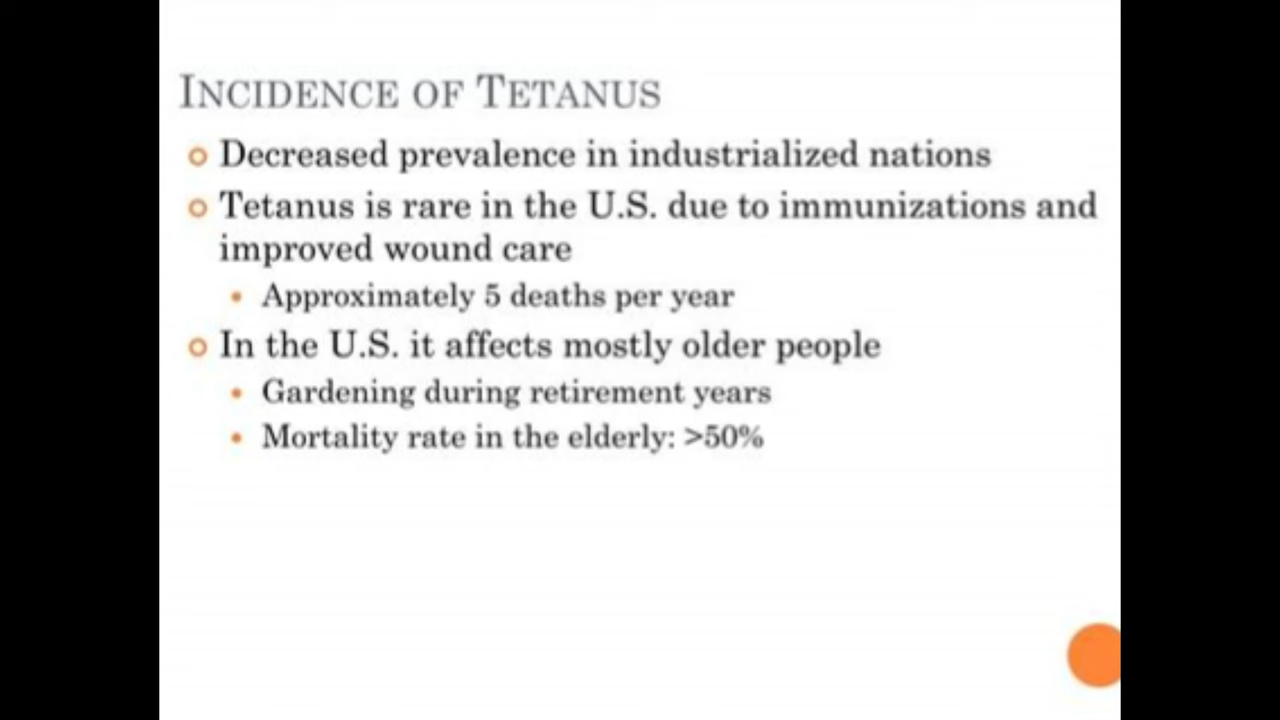 INCIDENCE OF TETANUS
Decreased prevalence in industrialized nations
Tetanus is rare in the U.S. due to immunizations and
improved wound care
Approximately 5 deaths per year
In the U.S. it affects mostly older people
Gardening during retirement years
Mortality rate in the elderly: >50%